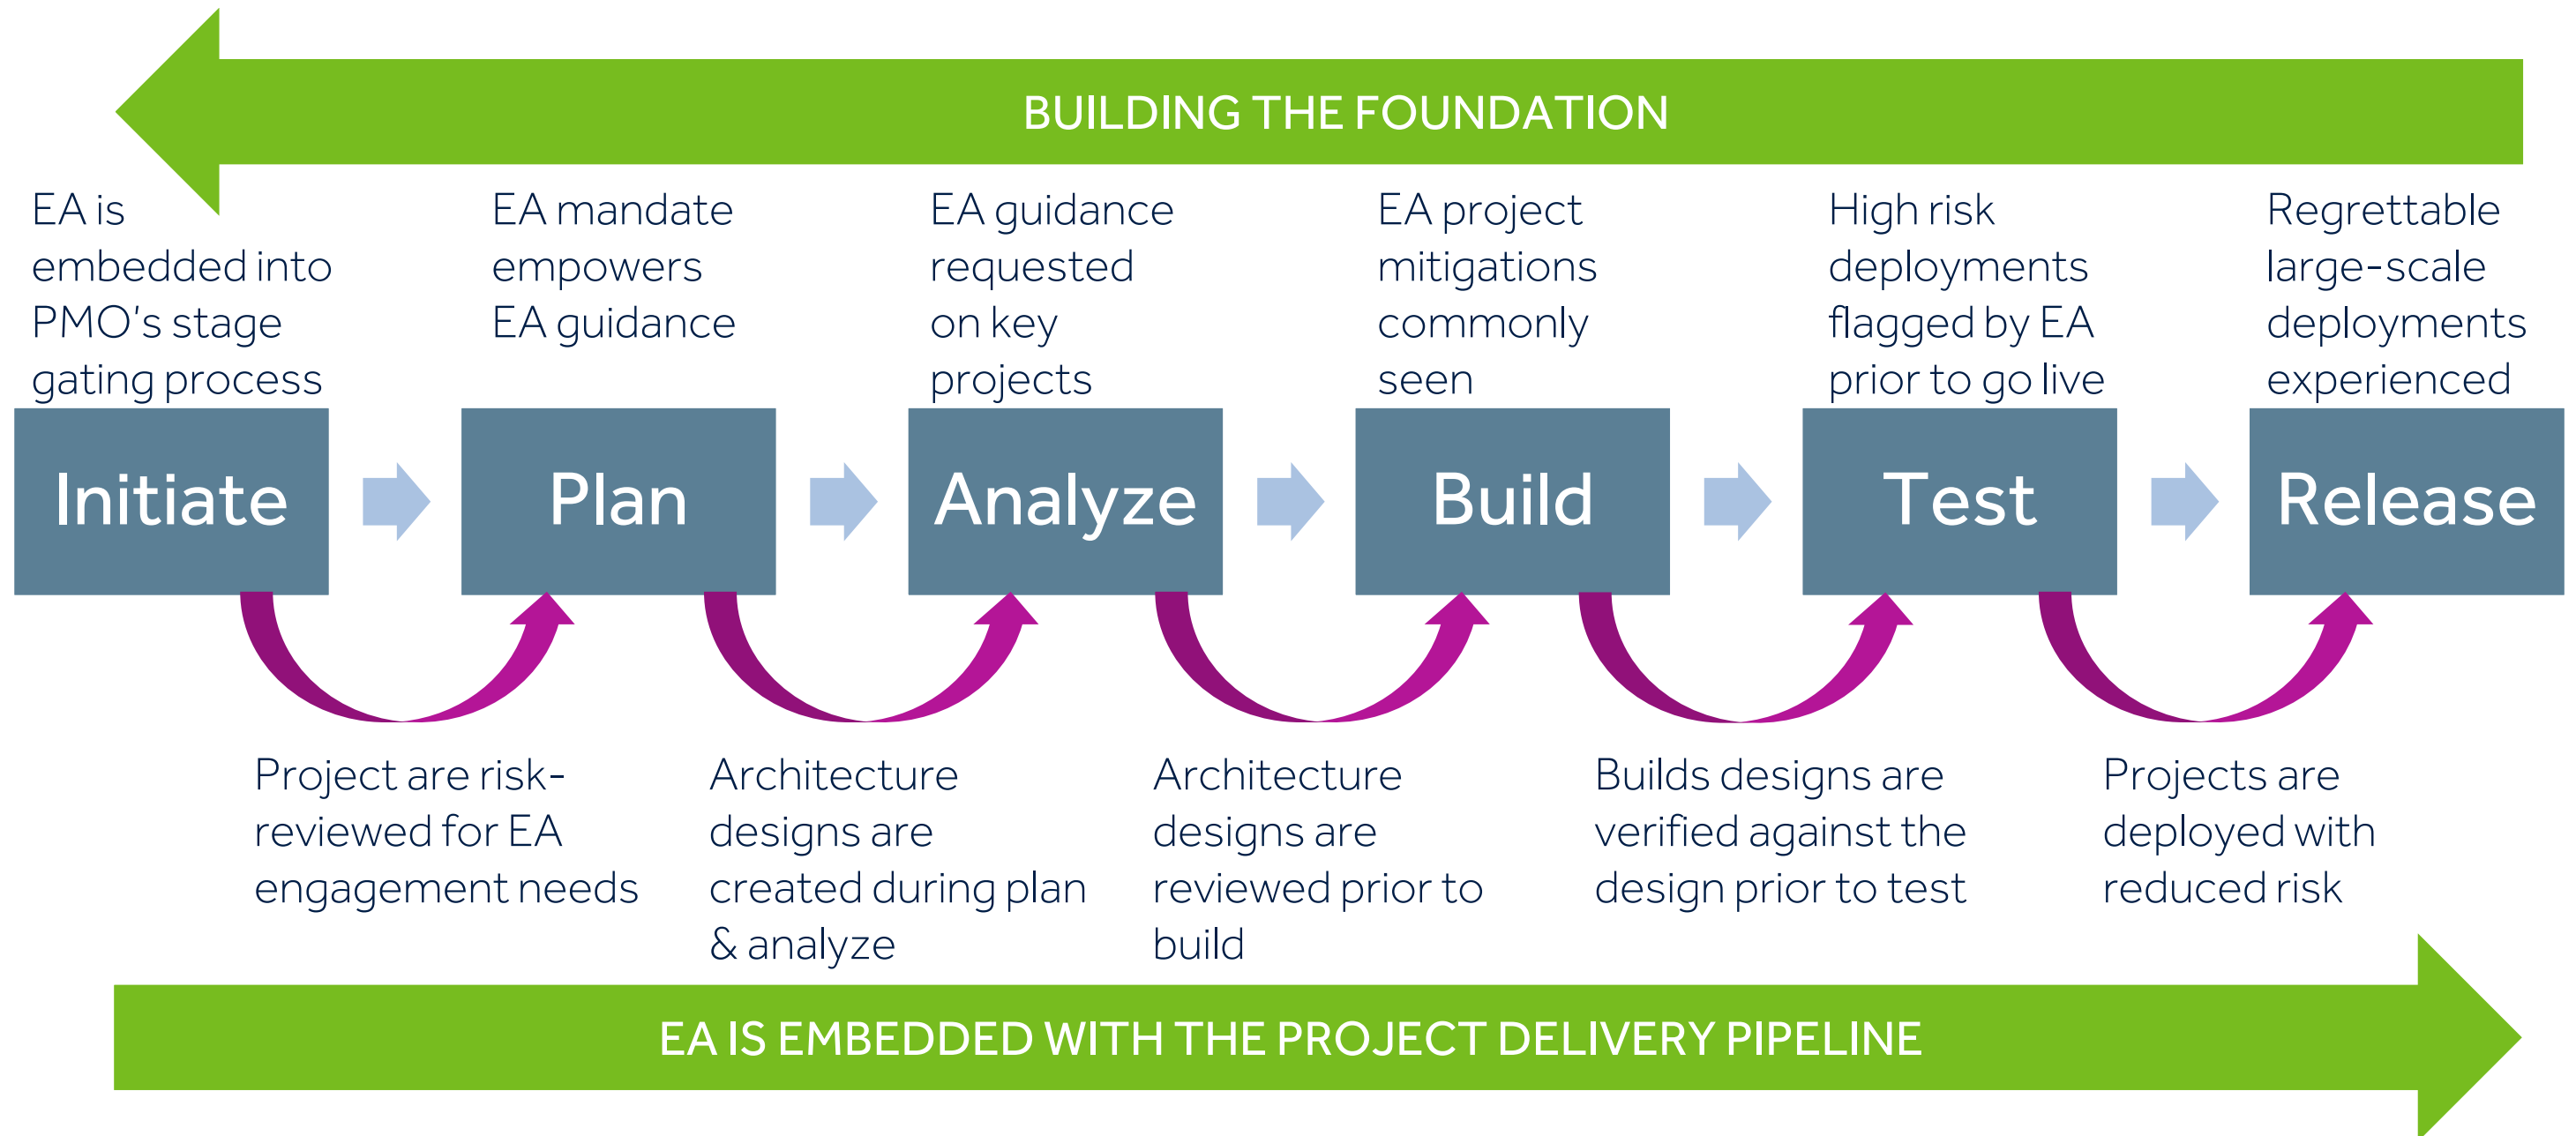 BUILDING THE FOUNDATION
EA is
embedded into
PMO's stage
gating process
EA mandate
empowers
EA guidance
EA guidance
requested
on key
projects
EA project
mitigations
commonly
seen
High risk
deployments
flagged by EA
prior to go live
Regrettable
large-scale
deployments
experienced
Initiate
Plan
Analyze
Build
Test
Release
Project are risk-
reviewed for EA
engagement needs
Architecture
designs are
created during plan
& analyze
Architecture
designs are
reviewed prior to
build
Builds designs are
verified against the
design prior to test
Projects are
deployed with
reduced risk
EA IS EMBEDDED WITH THE PROJECT DELIVERY PIPELINE